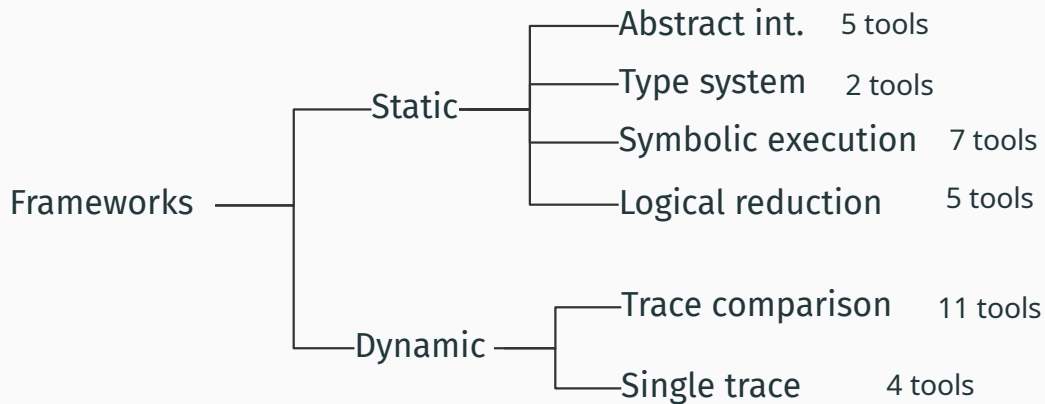 Abstract int. 5 tools
Type system 2 tools
Static
Symbolic execution 7 tools
Frameworks
Logical reduction 5 tools
Trace comparison 11 tools
Dynamic
Single trace 4 tools